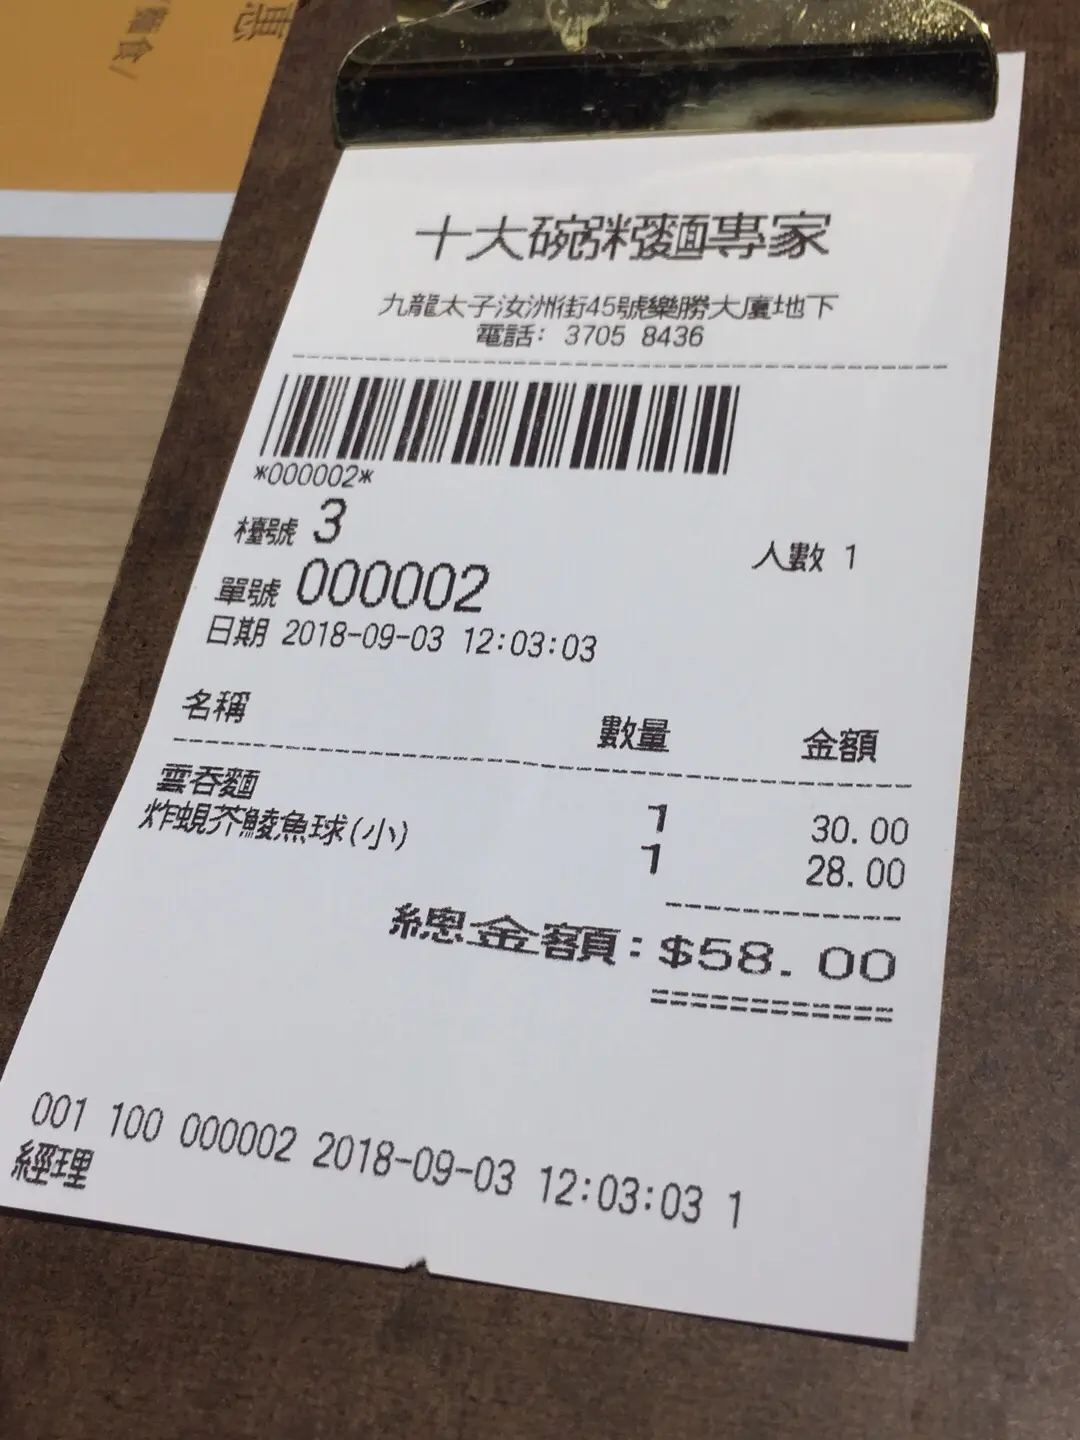 惠
/ 麵食 /
十大碗粥麵專家
九龍太子汝洲街45號樂勝大廈地下
電話: 3705 8436
*000002*
檯號 3 人數 1
單號 000002
日期 2018-09-03 12:03:03
名稱 數量 金額
雲吞麵 1 30.00
炸蜆芥鯪魚球(小) 1 28.00
總金額:$58.00
001 100 000002 2018-09-03 12:03:03 1
經理